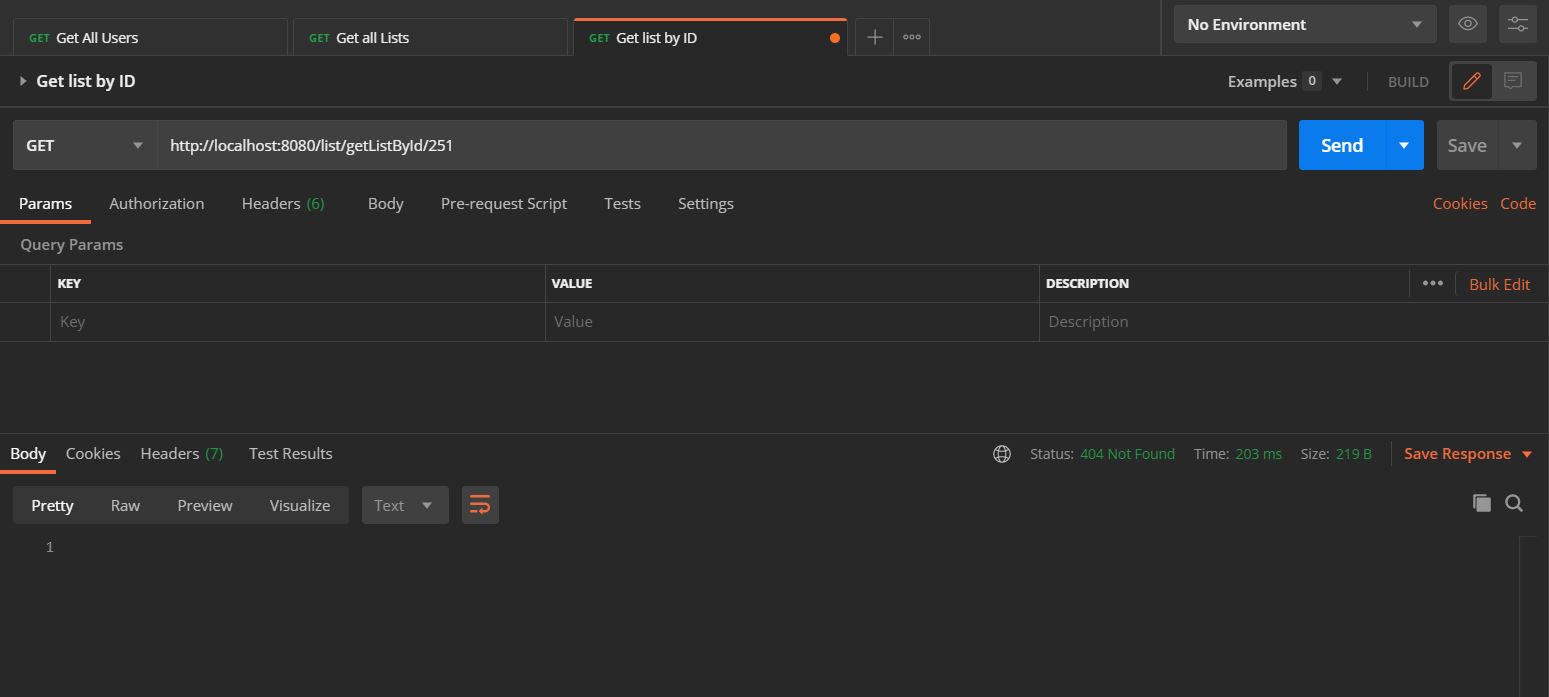 GET Get All Users GET Get all Lists GET Get list by ID No Environment
Get list by ID Examples 0 BUILD
GET http://localhost:8080/list/getListById/251 Send Save
Params Authorization Headers (6) Body Pre-request Script Tests Settings Cookies Code
Query Params
KEY VALUE DESCRIPTION Bulk Edit
Key Value Description
Body Cookies Headers (7) Test Results Status: 404 Not Found Time: 203 ms Size: 219 B Save Response
Pretty Raw Preview Visualize Text
1